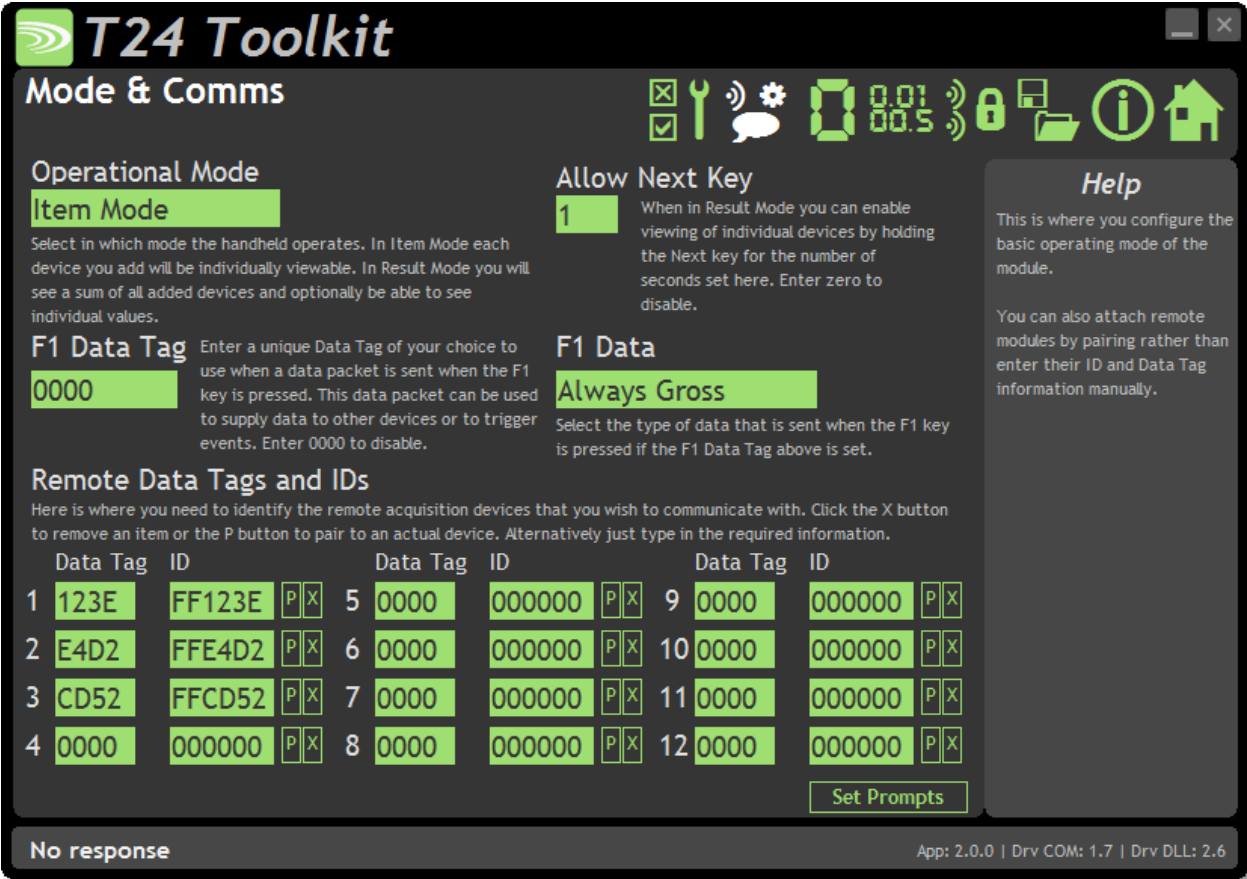 T24 Toolkit
Mode & Comms
0.01
00.5
Operational Mode
Item Mode
Select in which mode the handheld operates. In Item Mode each
device you add will be individually viewable. In Result Mode you will
see a sum of all added devices and optionally be able to see
individual values.
Allow Next Key
1
When in Result Mode you can enable
viewing of individual devices by holding
the Next key for the number of
seconds set here. Enter zero to
disable.
F1 Data Tag
0000
Enter a unique Data Tag of your choice to
use when a data packet is sent when the F1
key is pressed. This data packet can be used
to supply data to other devices or to trigger
events. Enter 0000 to disable.
F1 Data
Always Gross
Select the type of data that is sent when the F1 key
is pressed if the F1 Data Tag above is set.
Remote Data Tags and IDs
Here is where you need to identify the remote acquisition devices that you wish to communicate with. Click the X button
to remove an item or the P button to pair to an actual device. Alternatively just type in the required information.
Data Tag ID Data Tag ID Data Tag ID
1 123E FF123E P X 5 0000 000000 P X 9 0000 000000 P X
2 E4D2 FFE4D2 P X 6 0000 000000 P X 10 0000 000000 P X
3 CD52 FFCD52 P X 7 0000 000000 P X 11 0000 000000 P X
4 0000 000000 P X 8 0000 000000 P X 12 0000 000000 P X
Set Prompts
Help
This is where you configure the
basic operating mode of the
module.
You can also attach remote
modules by pairing rather than
enter their ID and Data Tag
information manually.
No response
App: 2.0.0 | Drv COM: 1.7 | Drv DLL: 2.6